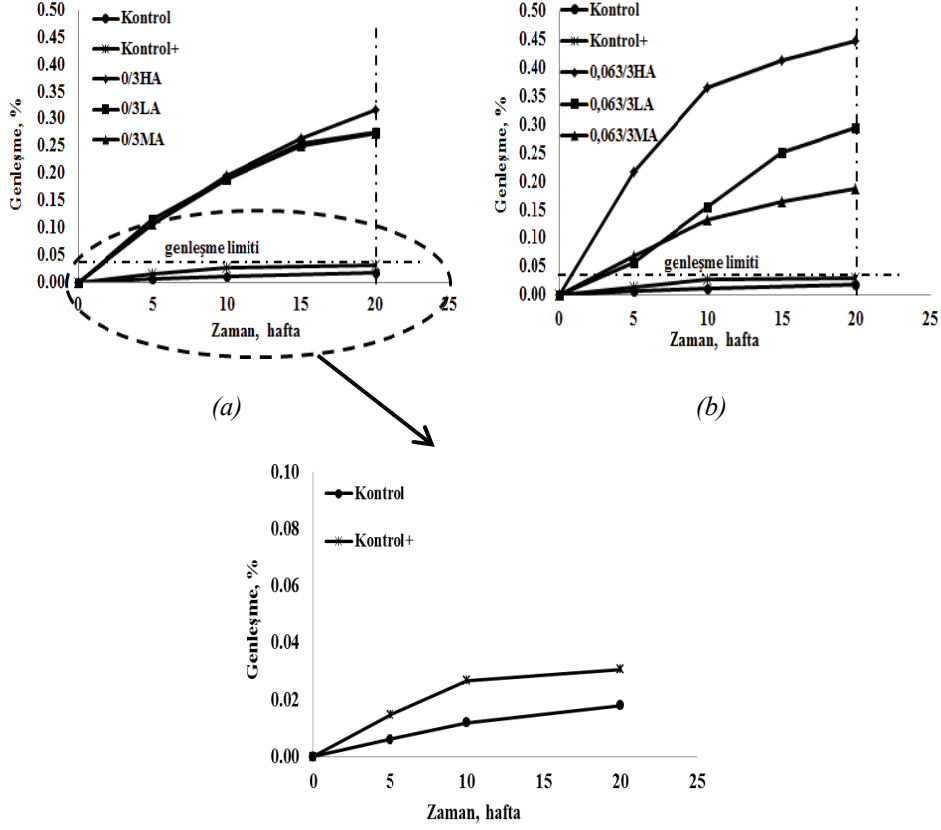 0.50
0.45
0.40
0.35
0.30
0.25
0.20
0.15
0.10
0.05
0.00
Genleşme, %
Kontrol
Kontrol+
0/3HA
0/3LA
0/3MA
genleşme limiti
0 5 10 15 20 25
Zaman, hafta
(a)
0.50
0.45
0.40
0.35
0.30
0.25
0.20
0.15
0.10
0.05
0.00
Genleşme, %
Kontrol
Kontrol+
0,063/3HA
0,063/3LA
0,063/3MA
genleşme limiti
0 5 10 15 20 25
Zaman, hafta
(b)
0.10
0.08
0.06
0.04
0.02
0.00
Genleşme, %
Kontrol
Kontrol+
0 5 10 15 20 25
Zaman, hafta